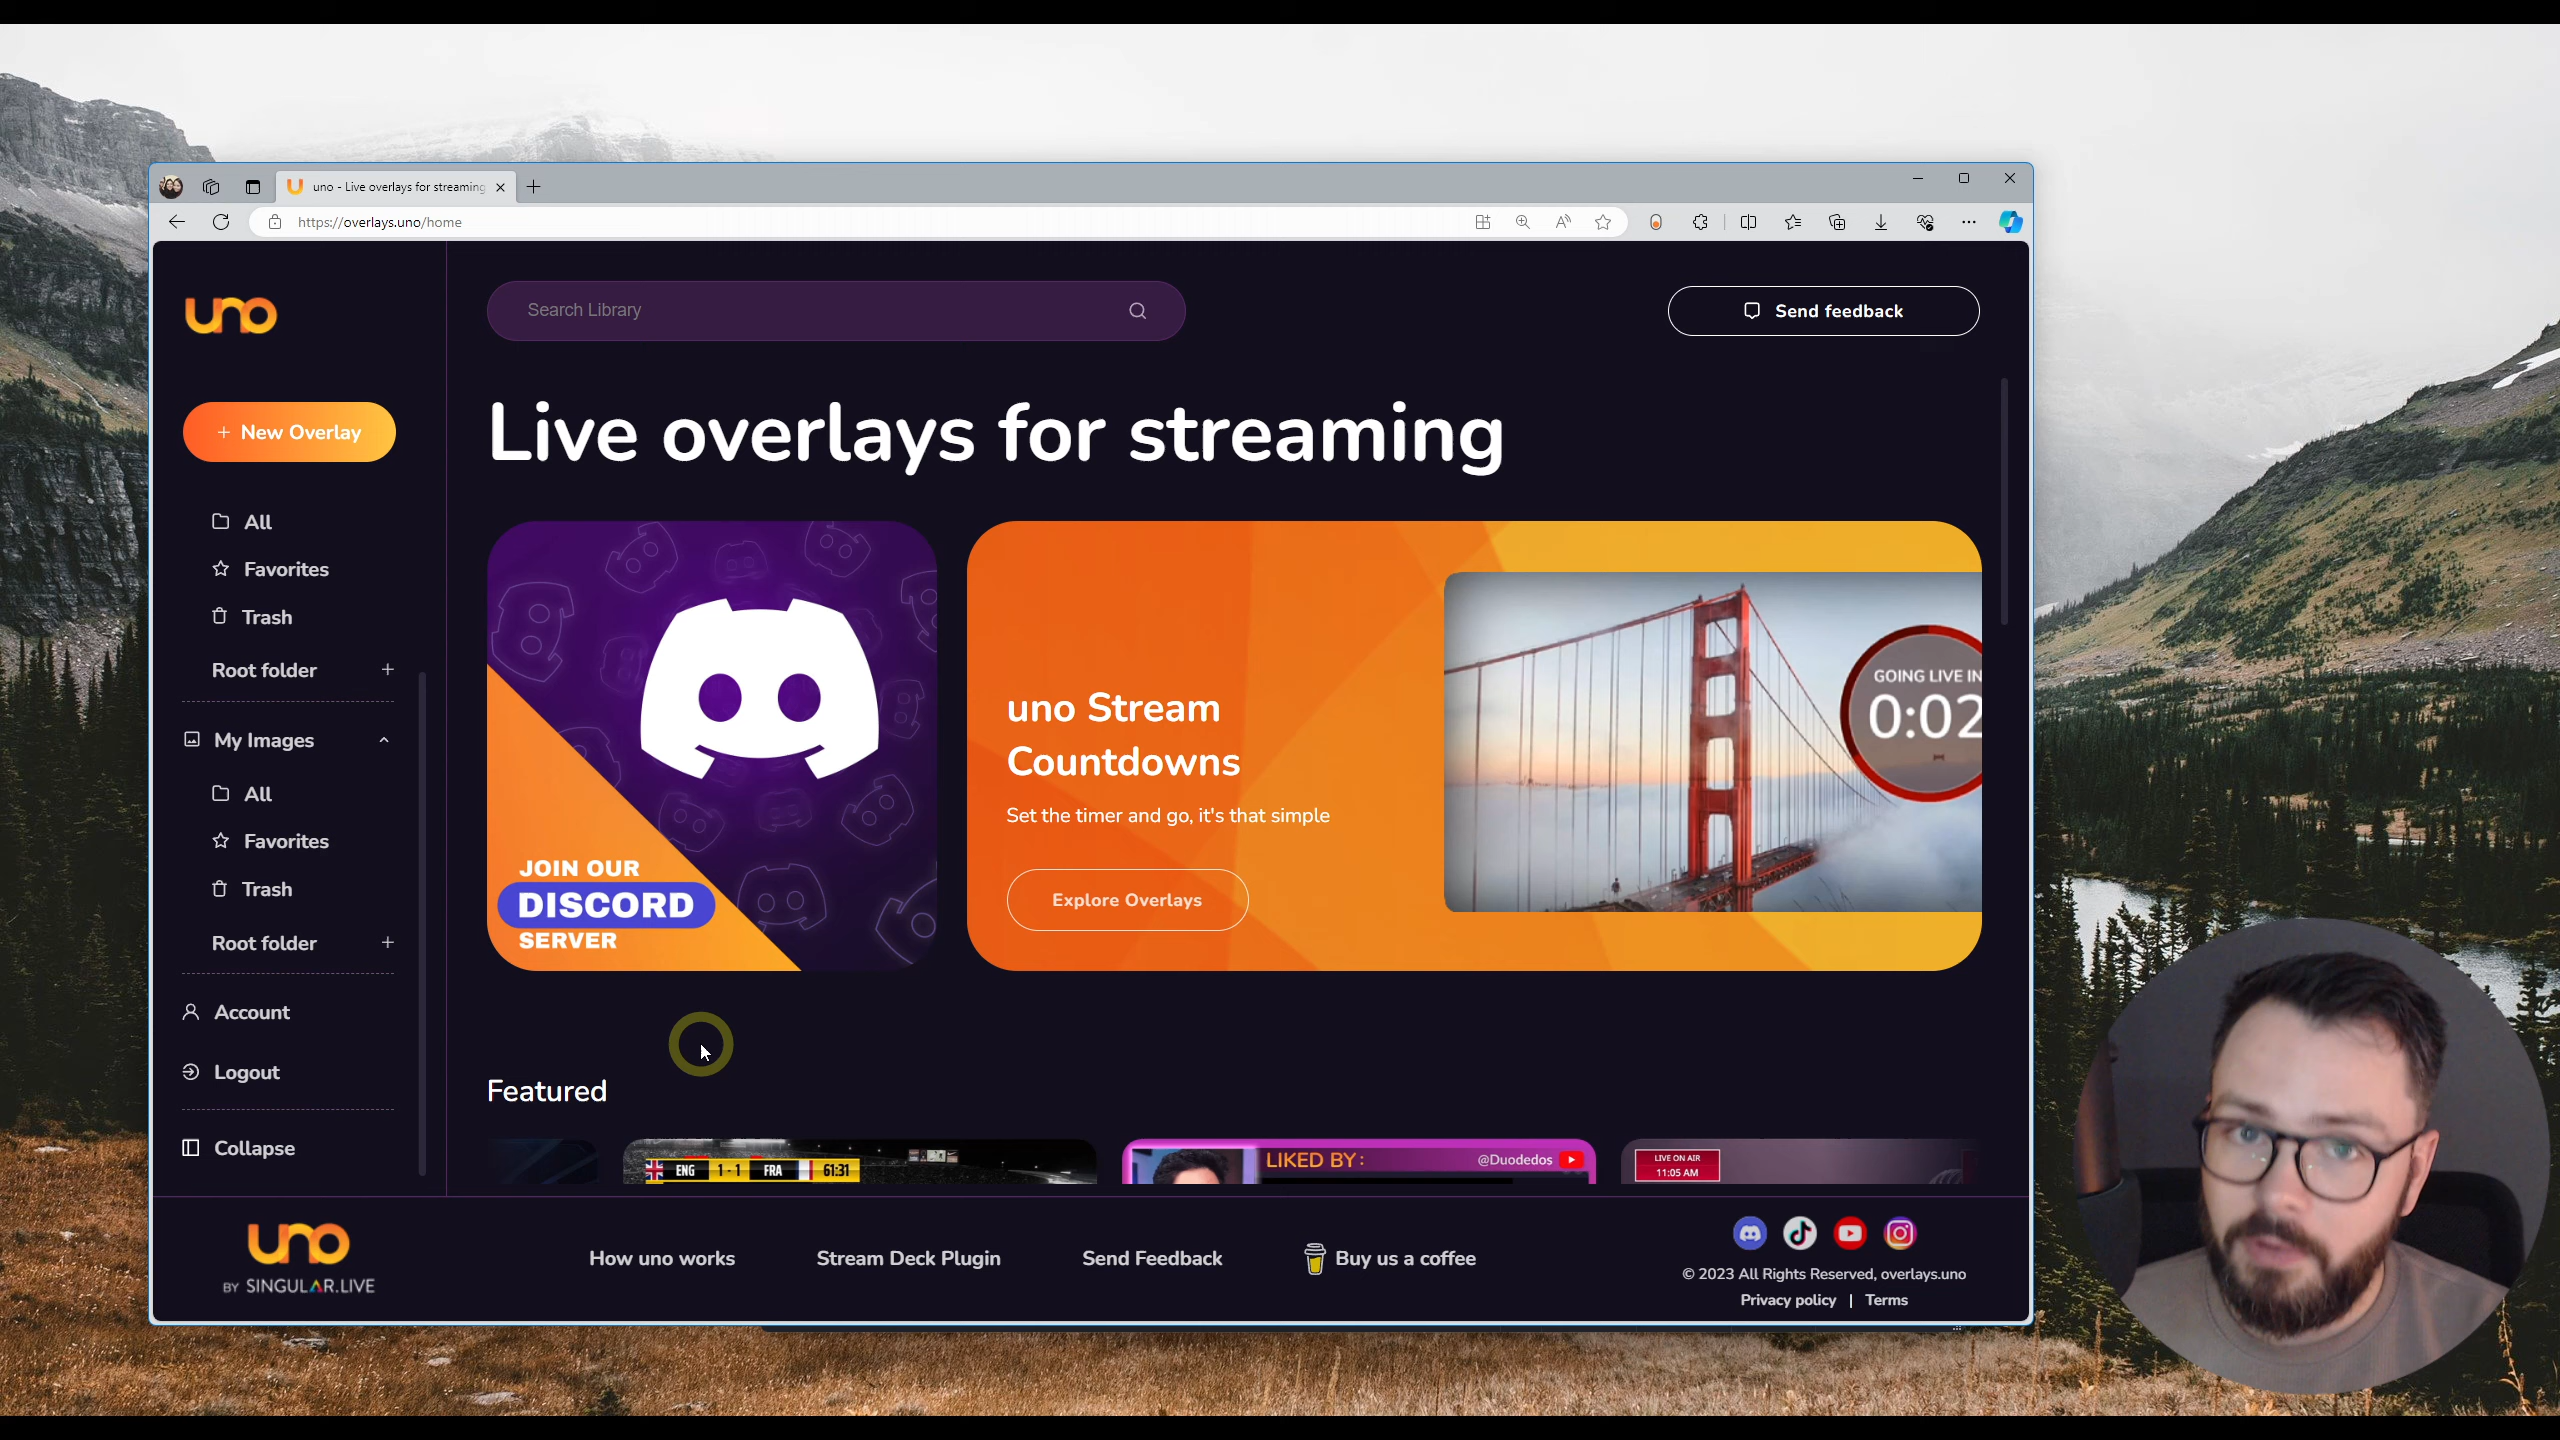 uno - Live overlays for streaming
https://overlays.uno/home
uno
Search Library
Send feedback
+ New Overlay
All
Favorites
Trash
Root folder +
My Images
All
Favorites
Trash
Root folder +
Account
Logout
Collapse
Live overlays for streaming
JOIN OUR
DISCORD
SERVER
uno Stream
Countdowns
Set the timer and go, it's that simple
Explore Overlays
GOING LIVE IN
0:02
Featured
ENG 1 - 1 FRA 61:31
LIKED BY: @Duodedos
LIVE ON AIR
11:05 AM
uno
BY SINGULAR.LIVE
How uno works
Stream Deck Plugin
Send Feedback
Buy us a coffee
© 2023 All Rights Reserved, overlays.uno
Privacy policy | Terms